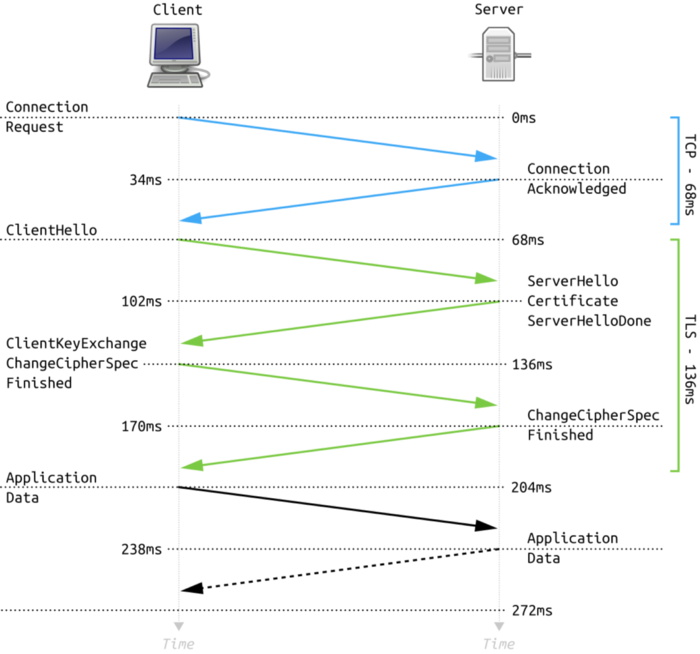 Client
Server
Connection
Request
0ms
34ms
Connection
Acknowledged
TCP - 68ms
ClientHello
68ms
102ms
ServerHello
Certificate
ServerHelloDone
ClientKeyExchange
ChangeCipherSpec
Finished
136ms
TLS - 136ms
170ms
ChangeCipherSpec
Finished
Application
Data
204ms
238ms
Application
Data
272ms
Time
Time